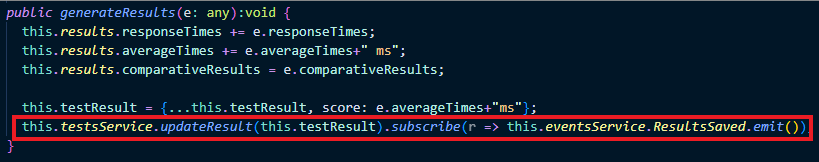 public generateResults(e: any):void {
this.results.responseTimes += e.responseTimes;
this.results.averageTimes += e.averageTimes+" ms";
this.results.comparativeResults = e.comparativeResults;
this.testResult = {...this.testResult, score: e.averageTimes+"ms"};
this.testsService.updateResult(this.testResult).subscribe(r => this.eventsService.ResultsSaved.emit())
}